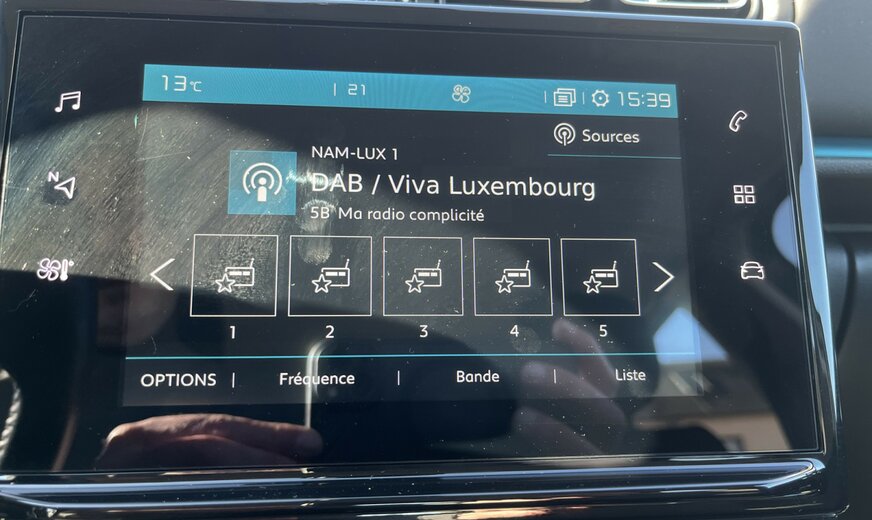 13°C | 21 | | 15:39
Sources
NAM-LUX 1
DAB / Viva Luxembourg
5B Ma radio complicité
N
1 2 3 4 5
OPTIONS | Fréquence | Bande | Liste